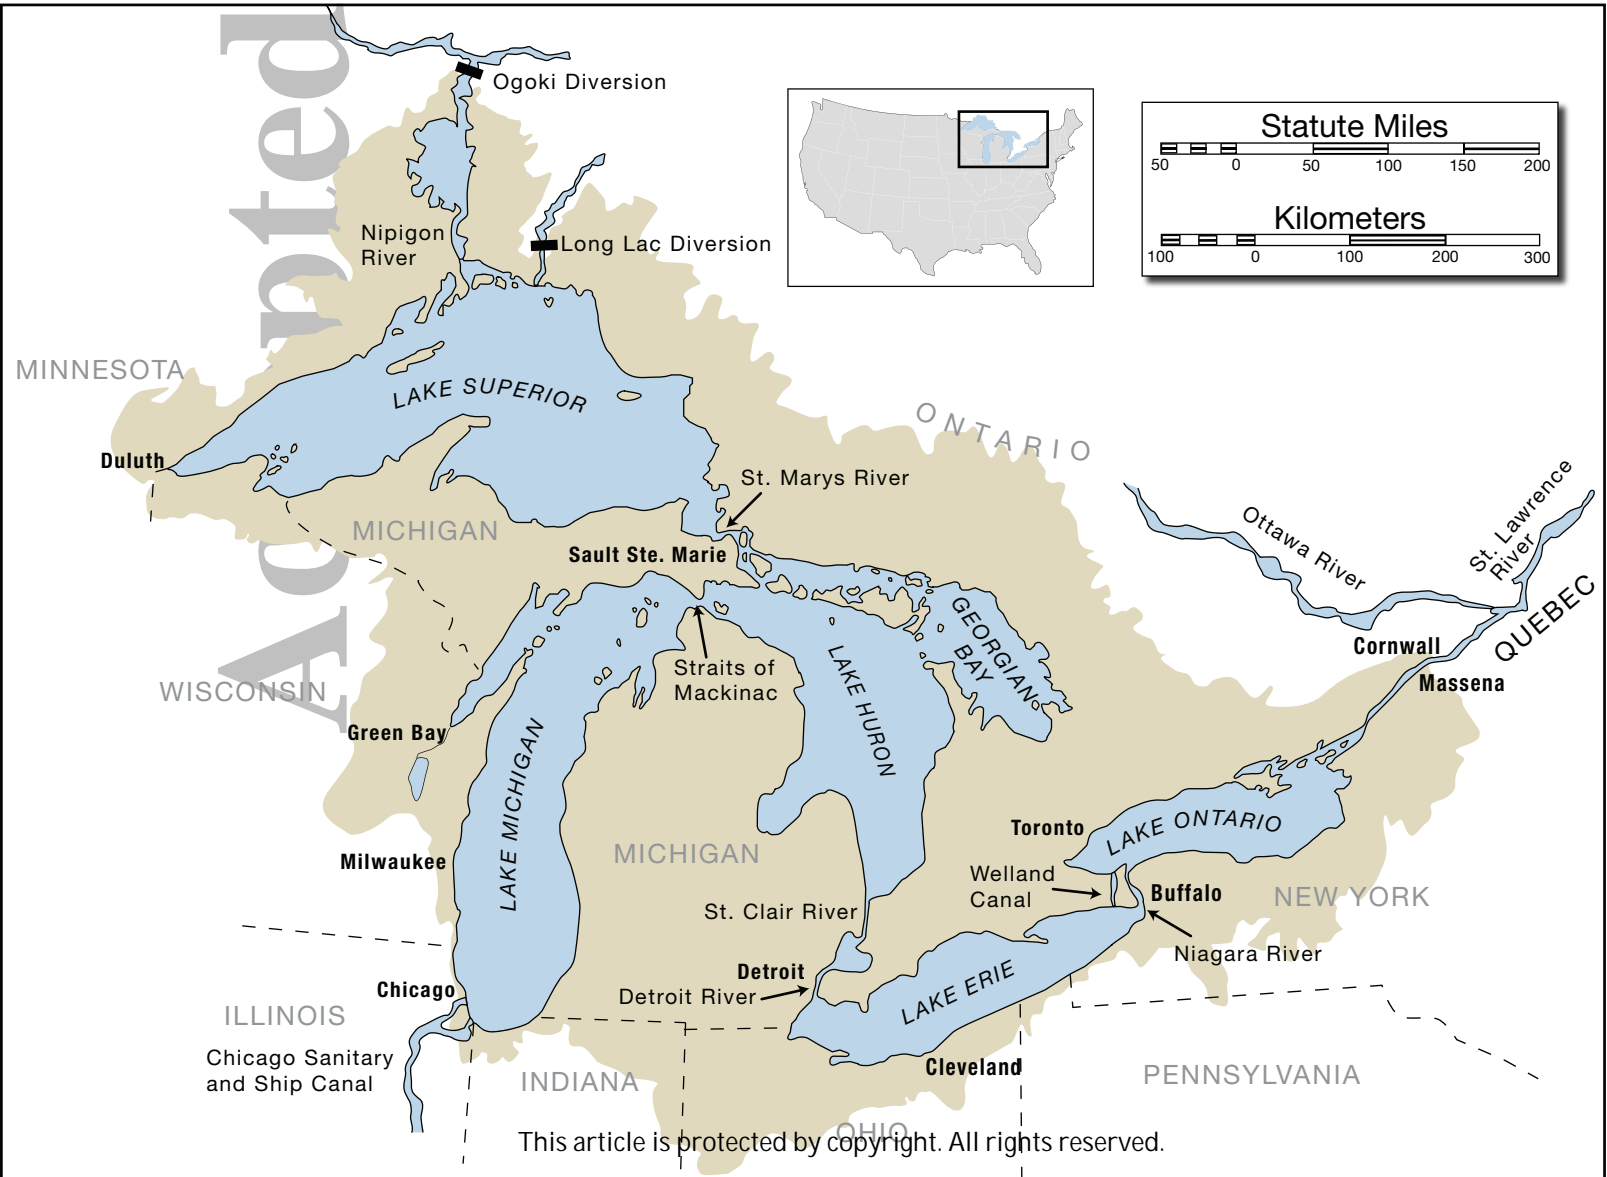 Accepted
Ogoki Diversion
Statute Miles
50 0 50 100 150 200
Kilometers
100 0 100 200 300
Nipigon
River
Long Lac Diversion
MINNESOTA
LAKE SUPERIOR
ONTARIO
Duluth
St. Marys River
MICHIGAN
Sault Ste. Marie
Ottawa River
St. Lawrence
River
QUEBEC
GEORGIAN
BAY
Cornwall
Massena
Straits of
Mackinac
LAKE HURON
WISCONSIN
Green Bay
LAKE MICHIGAN
Toronto
LAKE ONTARIO
Milwaukee
MICHIGAN
Welland
Canal
Buffalo
NEW YORK
St. Clair River
Niagara River
Detroit
Detroit River
LAKE ERIE
Chicago
ILLINOIS
Chicago Sanitary
and Ship Canal
Cleveland
INDIANA
PENNSYLVANIA
OHIO
This article is protected by copyright. All rights reserved.